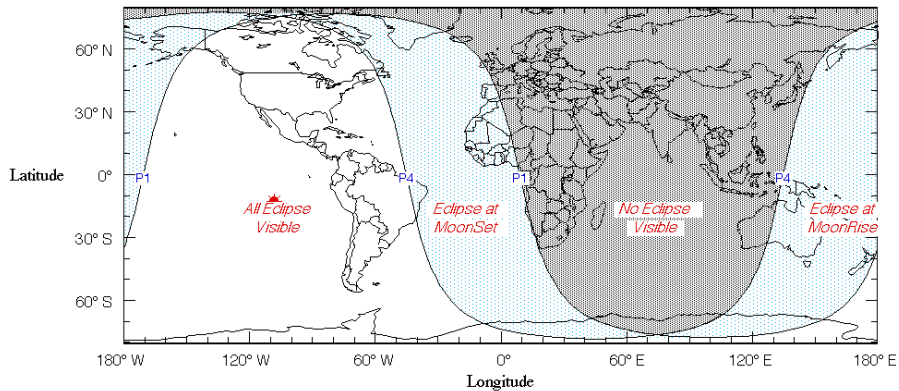 60° N
30° N
Latitude
0°
30° S
60° S
P1
P4
P1
P4
All Eclipse
Visible
Eclipse at
MoonSet
No Eclipse
Visible
Eclipse at
MoonRise
180° W
120° W
60° W
0°
60° E
120° E
180° E
Longitude